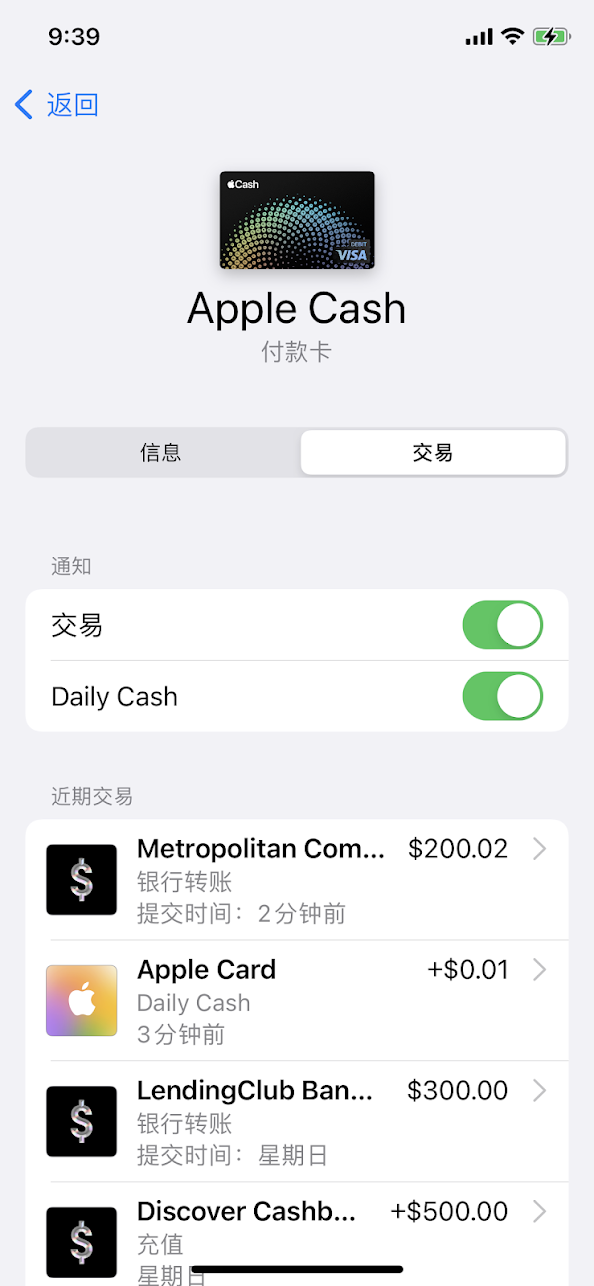 9:39
返回
Cash
DEBIT
VISA
Apple Cash
付款卡
信息
交易
通知
交易
Daily Cash
近期交易
Metropolitan Com... $200.02
银行转账
提交时间：2分钟前
Apple Card +$0.01
Daily Cash
3分钟前
LendingClub Ban... $300.00
银行转账
提交时间：星期日
Discover Cashb... +$500.00
充值
星期日